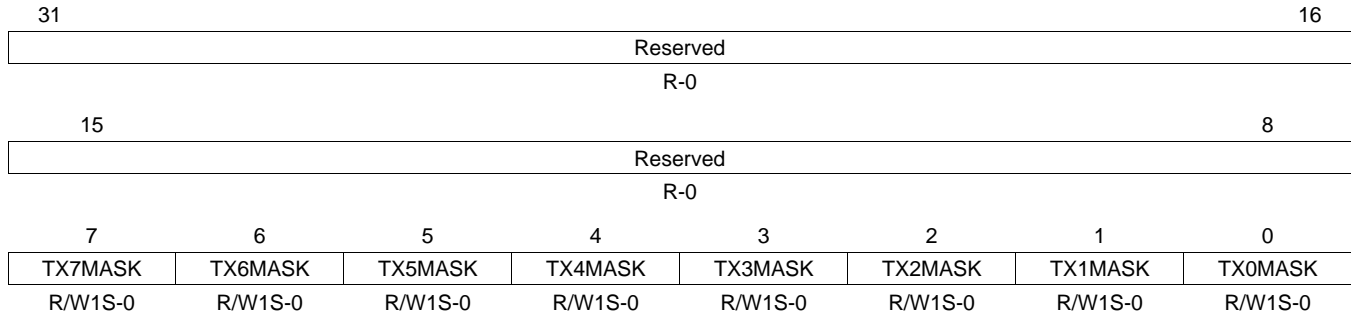 31 16
Reserved
R-0
15 8
Reserved
R-0
7 6 5 4 3 2 1 0
TX7MASK TX6MASK TX5MASK TX4MASK TX3MASK TX2MASK TX1MASK TX0MASK
R/W1S-0 R/W1S-0 R/W1S-0 R/W1S-0 R/W1S-0 R/W1S-0 R/W1S-0 R/W1S-0